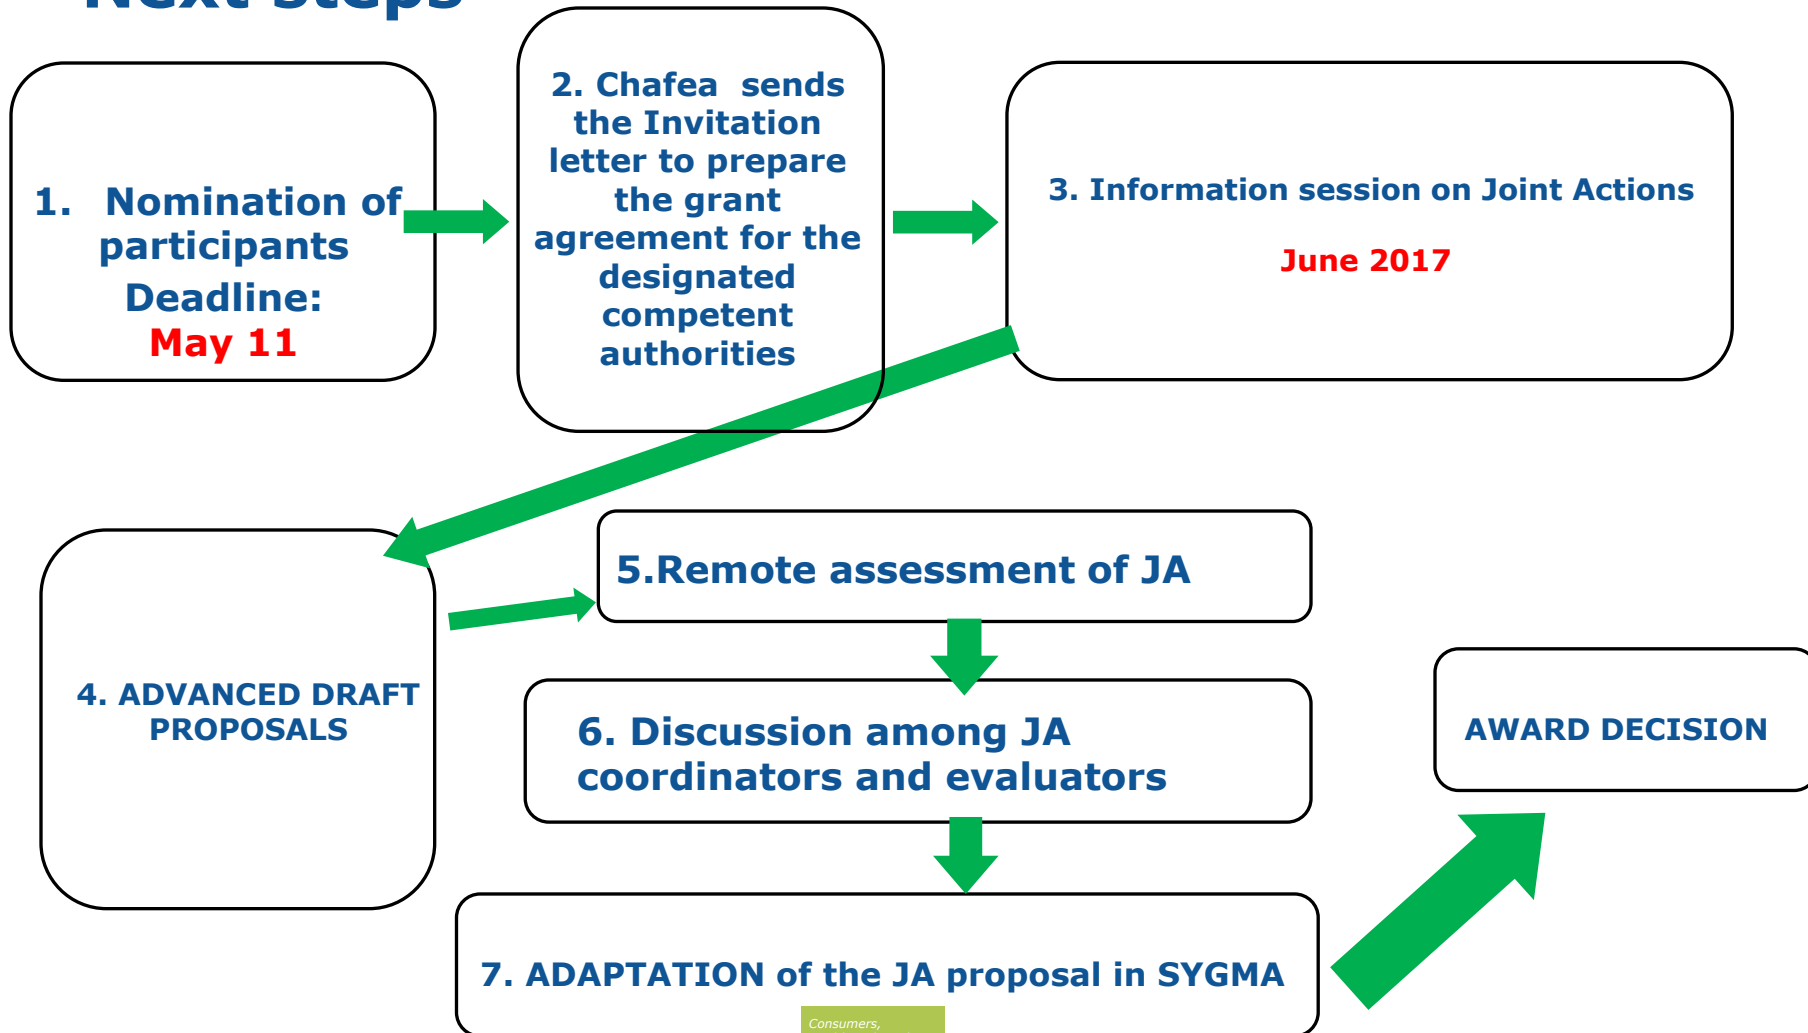 Next steps
1. Nomination of
participants
Deadline:
May 11
2. Chafea sends
the Invitation
letter to prepare
the grant
agreement for the
designated
competent
authorities
3. Information session on Joint Actions
June 2017
4. ADVANCED DRAFT
PROPOSALS
5.Remote assessment of JA
6. Discussion among JA
coordinators and evaluators
7. ADAPTATION of the JA proposal in SYGMA
AWARD DECISION
Consumers,